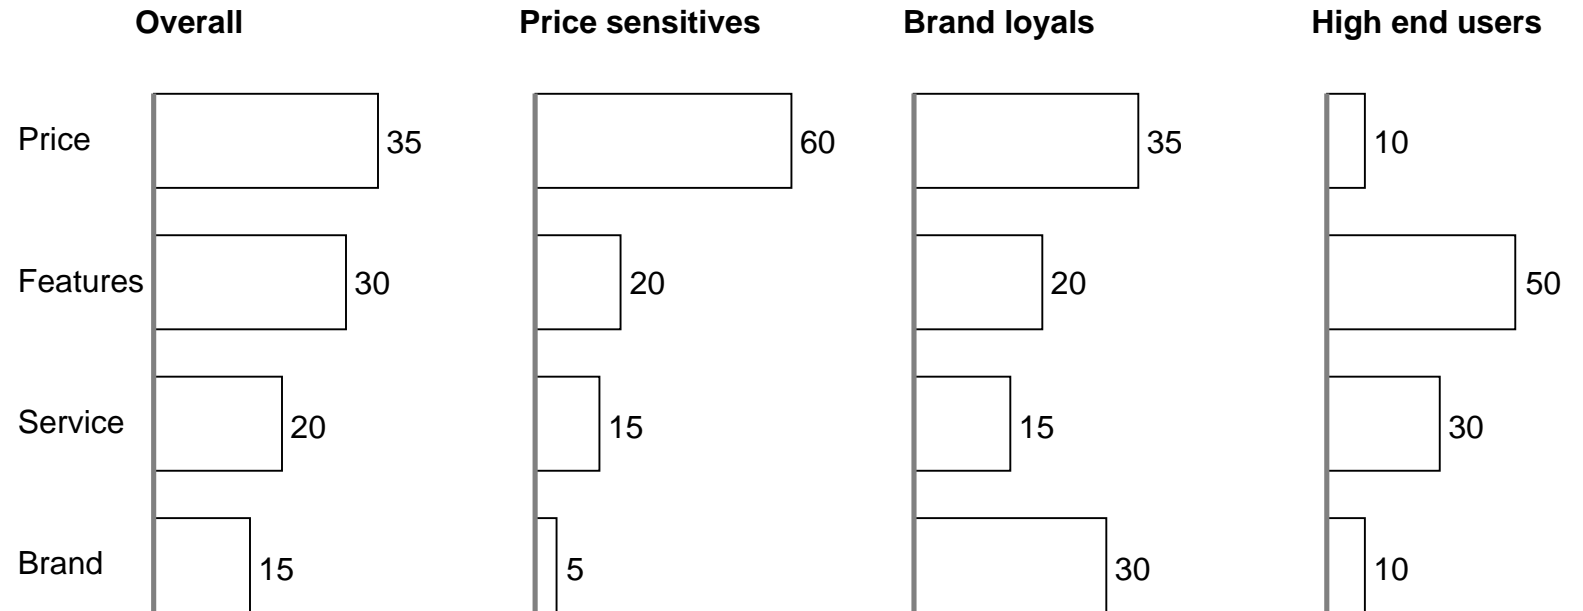 Overall Price sensitives Brand loyals High end users
Price 35 60 35 10
Features 30 20 20 50
Service 20 15 15 30
Brand 15 5 30 10